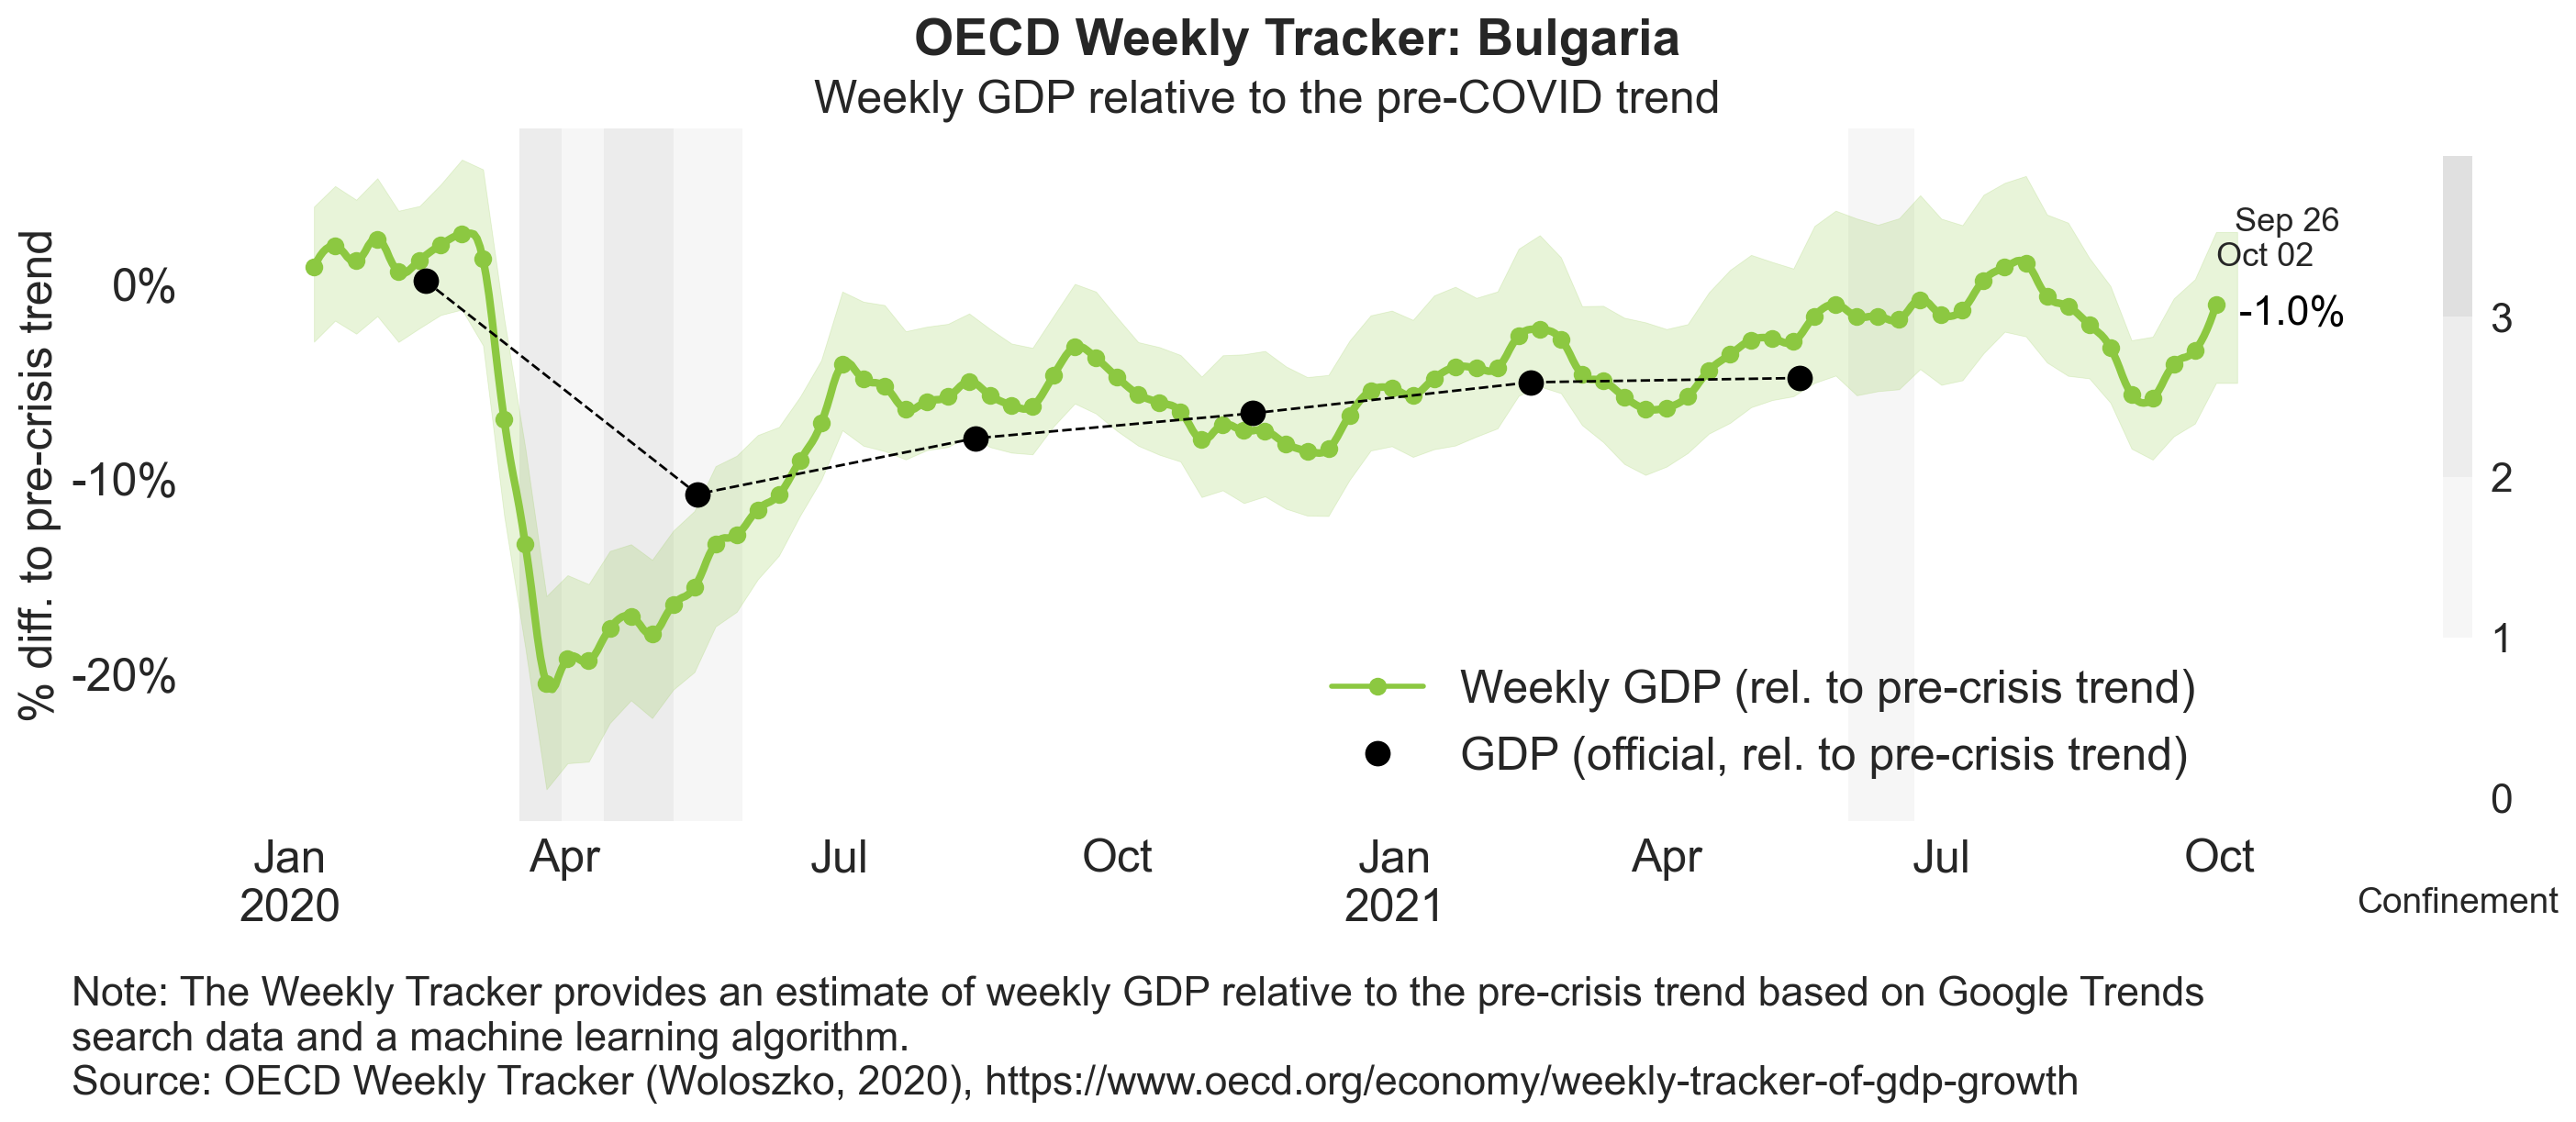 OECD Weekly Tracker: Bulgaria
Weekly GDP relative to the pre-COVID trend
% diff. to pre-crisis trend
0%
-10%
-20%
Sep 26
Oct 02
-1.0%
3
2
1
0
Weekly GDP (rel. to pre-crisis trend)
GDP (official, rel. to pre-crisis trend)
Jan Apr Jul Oct Jan Apr Jul Oct
2020 2021
Confinement
Note: The Weekly Tracker provides an estimate of weekly GDP relative to the pre-crisis trend based on Google Trends
search data and a machine learning algorithm.
Source: OECD Weekly Tracker (Woloszko, 2020), https://www.oecd.org/economy/weekly-tracker-of-gdp-growth